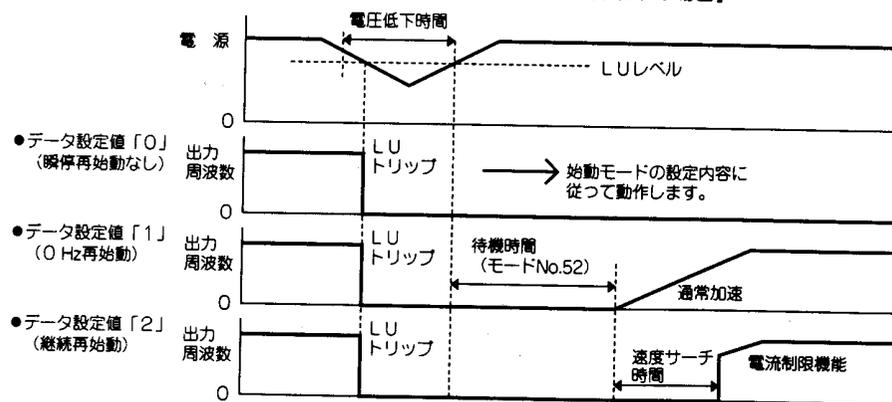 電圧低下時間
電 源
LUレベル
0
●データ設定値「0」
(瞬停再始動なし)
出力
周波数
LU
トリップ
始動モードの設定内容に
従って動作します。
0
●データ設定値「1」
(0 Hz再始動)
出力
周波数
LU
トリップ
待機時間
(モードNo.52)
通常加速
0
●データ設定値「2」
(継続再始動)
出力
周波数
LU
トリップ
速度サーチ
時間
電流制限機能
0